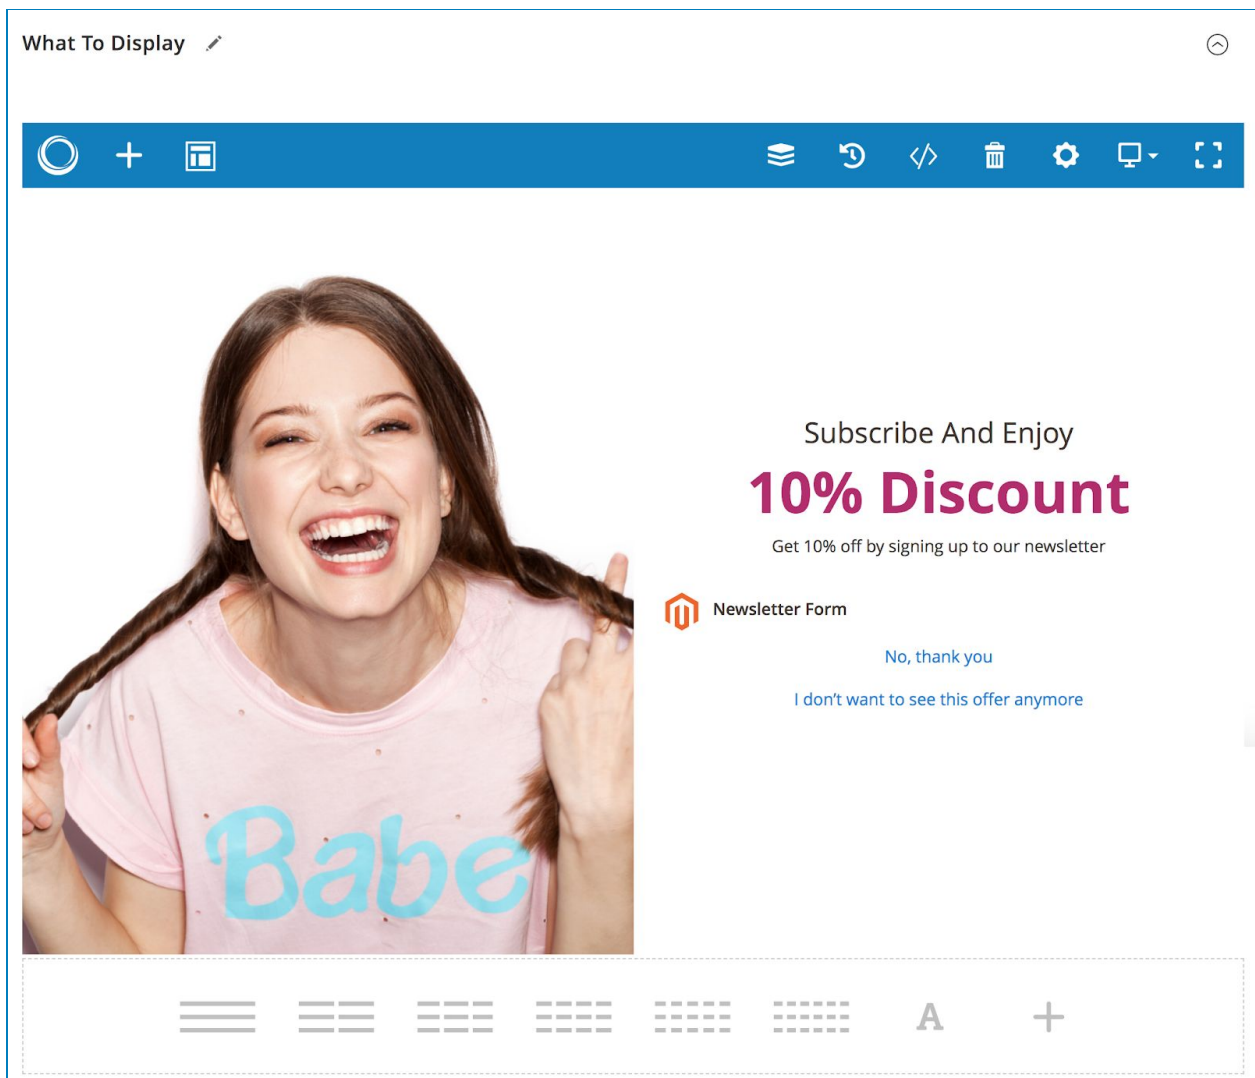 What To Display
Subscribe And Enjoy
10% Discount
Get 10% off by signing up to our newsletter
Newsletter Form
No, thank you
I don't want to see this offer anymore
Babe
A